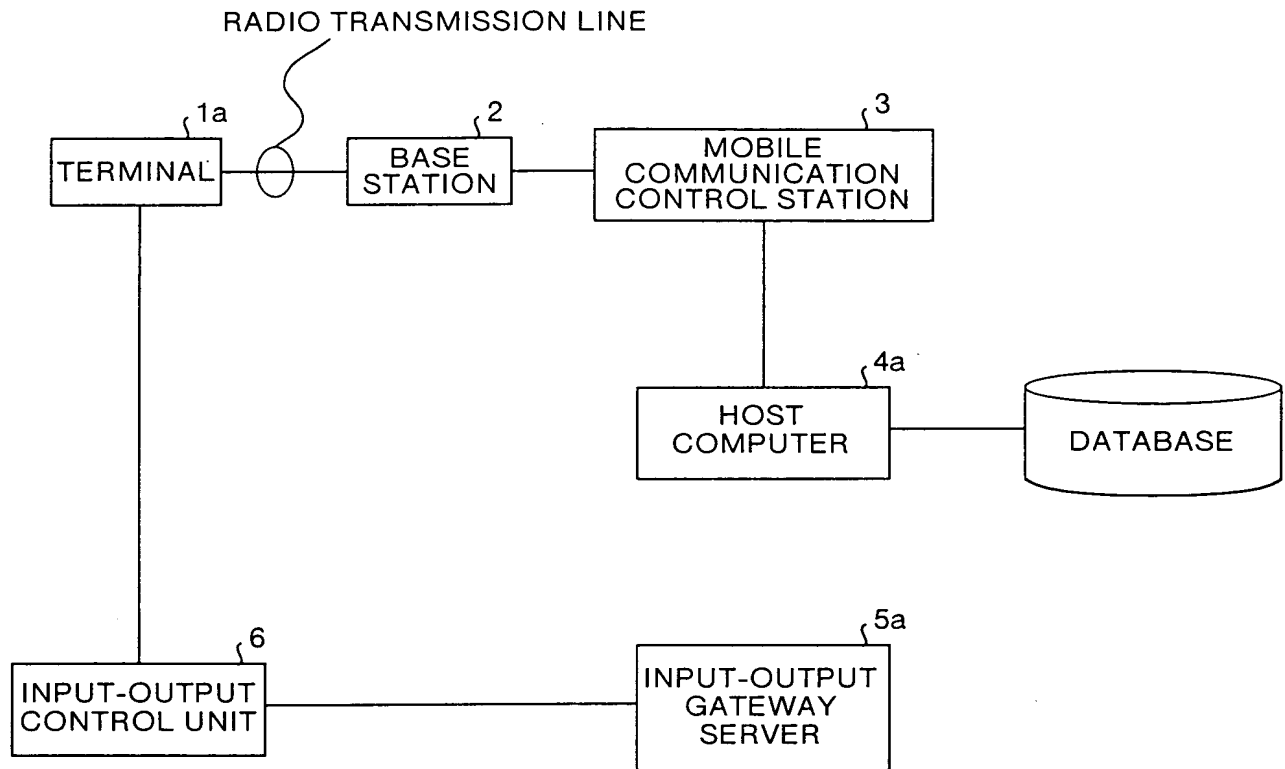 RADIO TRANSMISSION LINE
1a
2
3
TERMINAL
BASE
STATION
MOBILE
COMMUNICATION
CONTROL STATION
4a
HOST
COMPUTER
DATABASE
6
5a
INPUT-OUTPUT
CONTROL UNIT
INPUT-OUTPUT
GATEWAY
SERVER